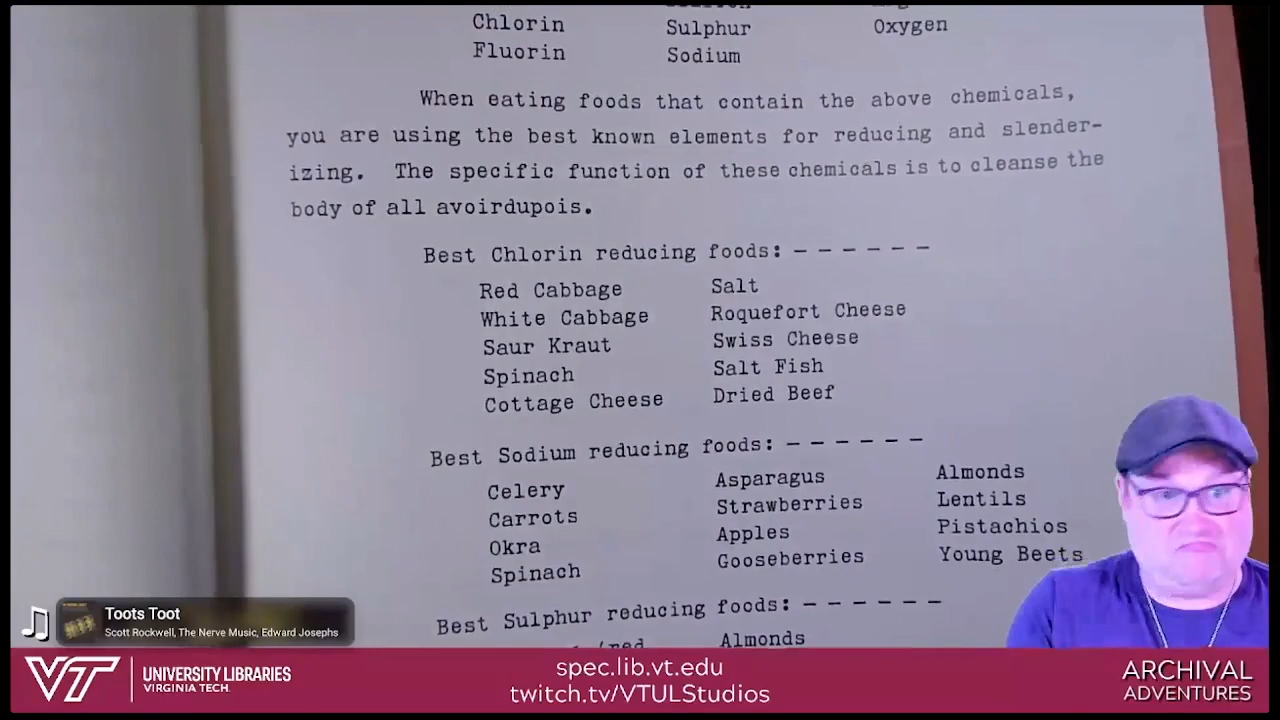 Chlorin Sulphur Oxygen
Fluorin Sodium
When eating foods that contain the above chemicals,
you are using the best known elements for reducing and slender-
izing. The specific function of these chemicals is to cleanse the
body of all avoirdupois.
Best Chlorin reducing foods: – – – – – –
Red Cabbage Salt
White Cabbage Roquefort Cheese
Saur Kraut Swiss Cheese
Spinach Salt Fish
Cottage Cheese Dried Beef
Best Sodium reducing foods: – – – – – –
Celery Asparagus Almonds
Carrots Strawberries Lentils
Okra Apples Pistachios
Spinach Gooseberries Young Beets
Best Sulphur reducing foods: – – – – – –
Almonds
Toots Toot
Scott Rockwell, The Nerve Music, Edward Josephs
VT UNIVERSITY LIBRARIES
VIRGINIA TECH.
spec.lib.vt.edu
twitch.tv/VTULStudios
ARCHIVAL
ADVENTURES